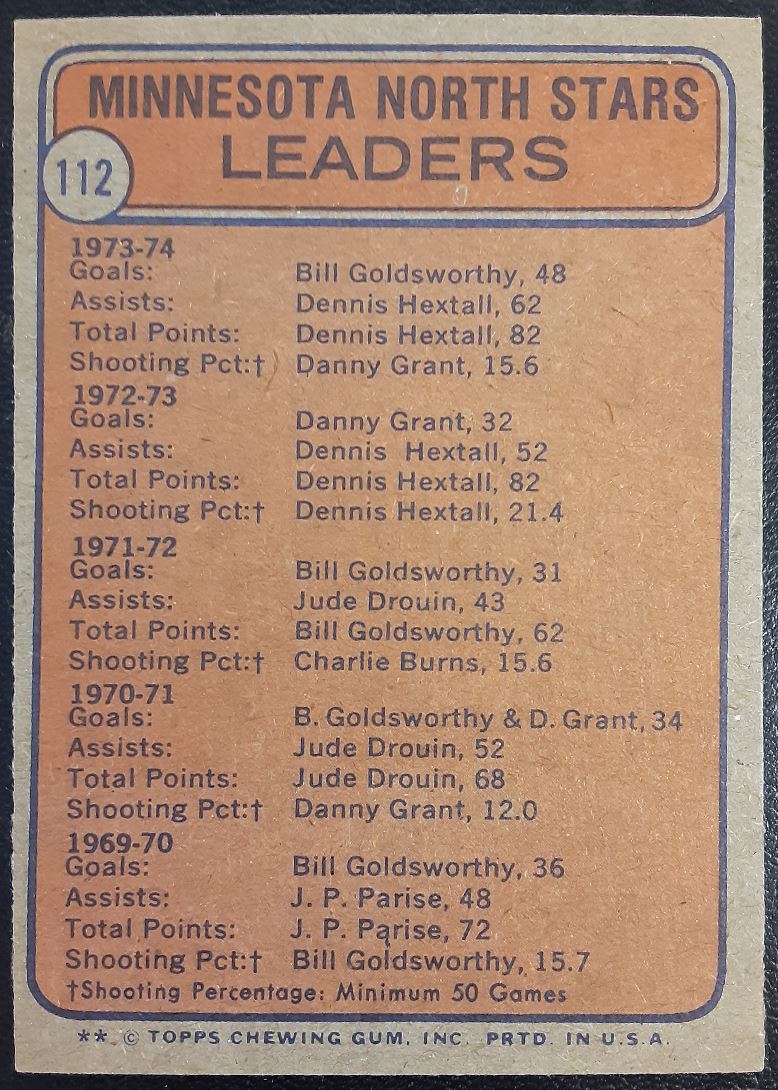 MINNESOTA NORTH STARS
LEADERS
112
1973-74
Goals: Bill Goldsworthy, 48
Assists: Dennis Hextall, 62
Total Points: Dennis Hextall, 82
Shooting Pct:† Danny Grant, 15.6
1972-73
Goals: Danny Grant, 32
Assists: Dennis Hextall, 52
Total Points: Dennis Hextall, 82
Shooting Pct:† Dennis Hextall, 21.4
1971-72
Goals: Bill Goldsworthy, 31
Assists: Jude Drouin, 43
Total Points: Bill Goldsworthy, 62
Shooting Pct:† Charlie Burns, 15.6
1970-71
Goals: B. Goldsworthy & D. Grant, 34
Assists: Jude Drouin, 52
Total Points: Jude Drouin, 68
Shooting Pct:† Danny Grant, 12.0
1969-70
Goals: Bill Goldsworthy, 36
Assists: J. P. Parise, 48
Total Points: J. P. Parise, 72
Shooting Pct:† Bill Goldsworthy, 15.7
†Shooting Percentage: Minimum 50 Games
** © TOPPS CHEWING GUM, INC. PRTD. IN U.S.A.